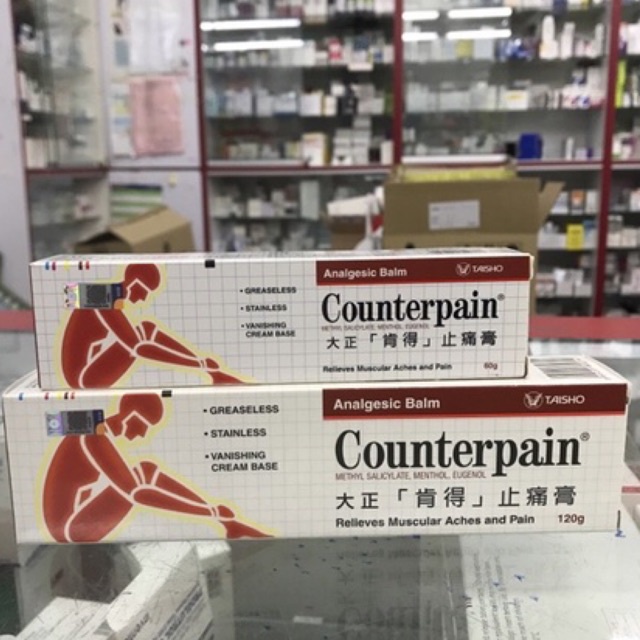 Analgesic Balm
TAISHO
• GREASELESS
• STAINLESS
• VANISHING
CREAM BASE
Counterpain®
METHYL SALICYLATE, MENTHOL, EUGENOL
大正「肯得」止痛膏
Relieves Muscular Aches and Pain
60g
Analgesic Balm
TAISHO
• GREASELESS
• STAINLESS
• VANISHING
CREAM BASE
Counterpain®
METHYL SALICYLATE, MENTHOL, EUGENOL
大正「肯得」止痛膏
Relieves Muscular Aches and Pain
120g